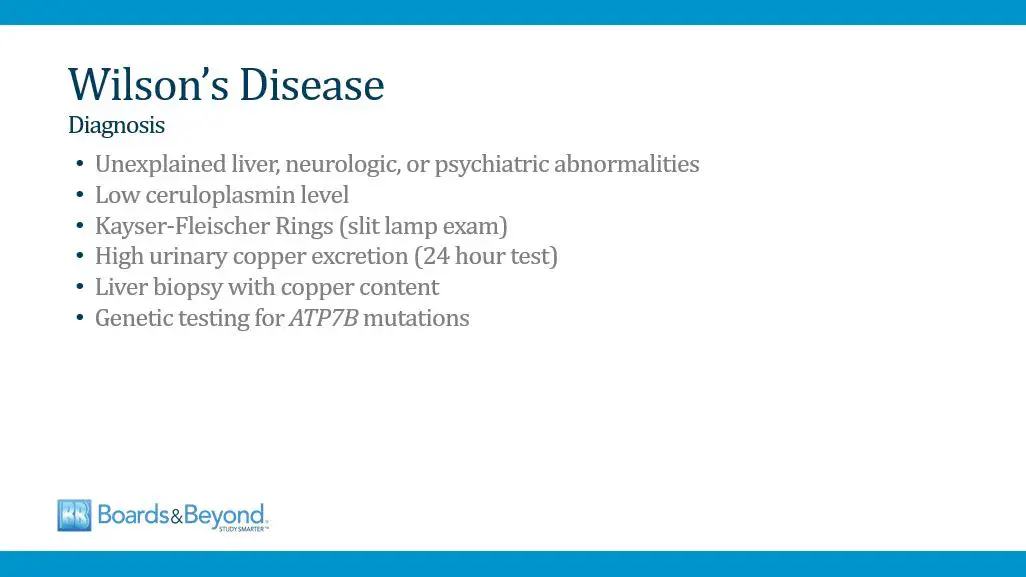 Wilson’s Disease
Diagnosis
• Unexplained liver, neurologic, or psychiatric abnormalities
• Low ceruloplasmin level
• Kayser-Fleischer Rings (slit lamp exam)
• High urinary copper excretion (24 hour test)
• Liver biopsy with copper content
• Genetic testing for ATP7B mutations
BB Boards&Beyond.
STUDY SMARTER™